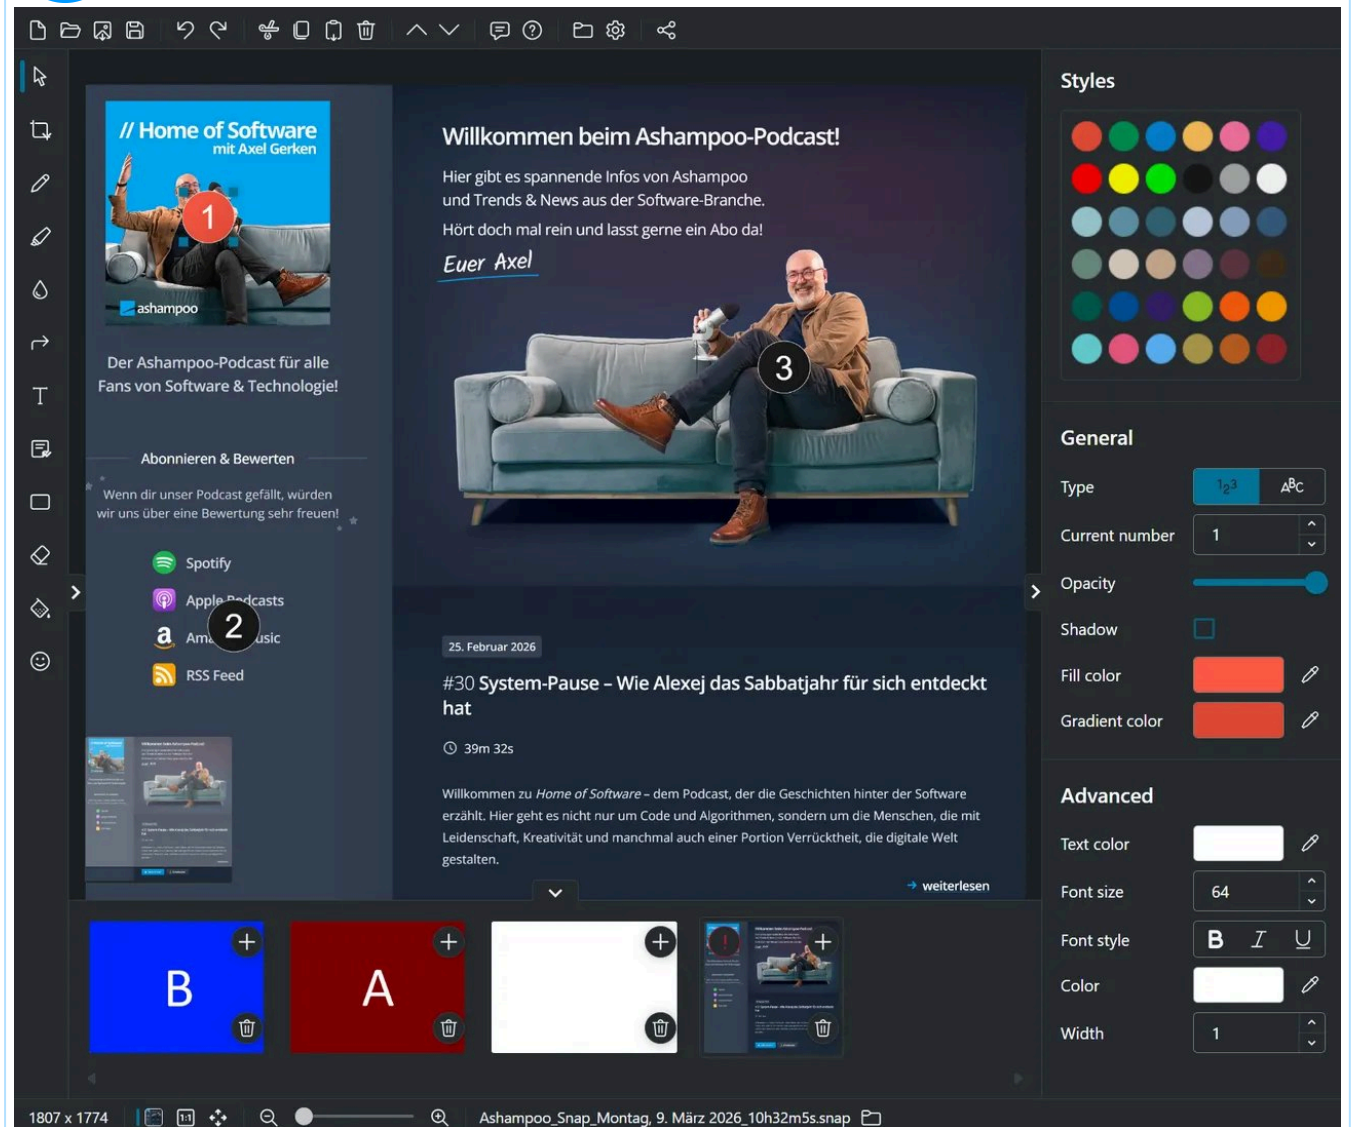 // Home of Software
mit Axel Gerken
1
ashampoo
Der Ashampoo-Podcast für alle
Fans von Software & Technologie!
Abonnieren & Bewerten
Wenn dir unser Podcast gefällt, würden
wir uns über eine Bewertung sehr freuen!
Spotify
Apple Podcasts
2
RSS Feed
Willkommen beim Ashampoo-Podcast!
Hier gibt es spannende Infos von Ashampoo
und Trends & News aus der Software-Branche.
Hört doch mal rein und lasst gerne ein Abo da!
Euer Axel
3
25. Februar 2026
#30 System-Pause – Wie Alexej das Sabbatjahr für sich entdeckt
hat
39m 32s
Willkommen zu Home of Software – dem Podcast, der die Geschichten hinter der Software
erzählt. Hier geht es nicht nur um Code und Algorithmen, sondern um die Menschen, die mit
Leidenschaft, Kreativität und manchmal auch einer Portion Verrücktheit, die digitale Welt
gestalten.
→ weiterlesen
B
A
Styles
General
Type
123
ABC
Current number
1
Opacity
Shadow
Fill color
Gradient color
Advanced
Text color
Font size
64
Font style
B I U
Color
Width
1
1807 x 1774
1:1
Ashampoo_Snap_Montag, 9. März 2026_10h32m5s.snap